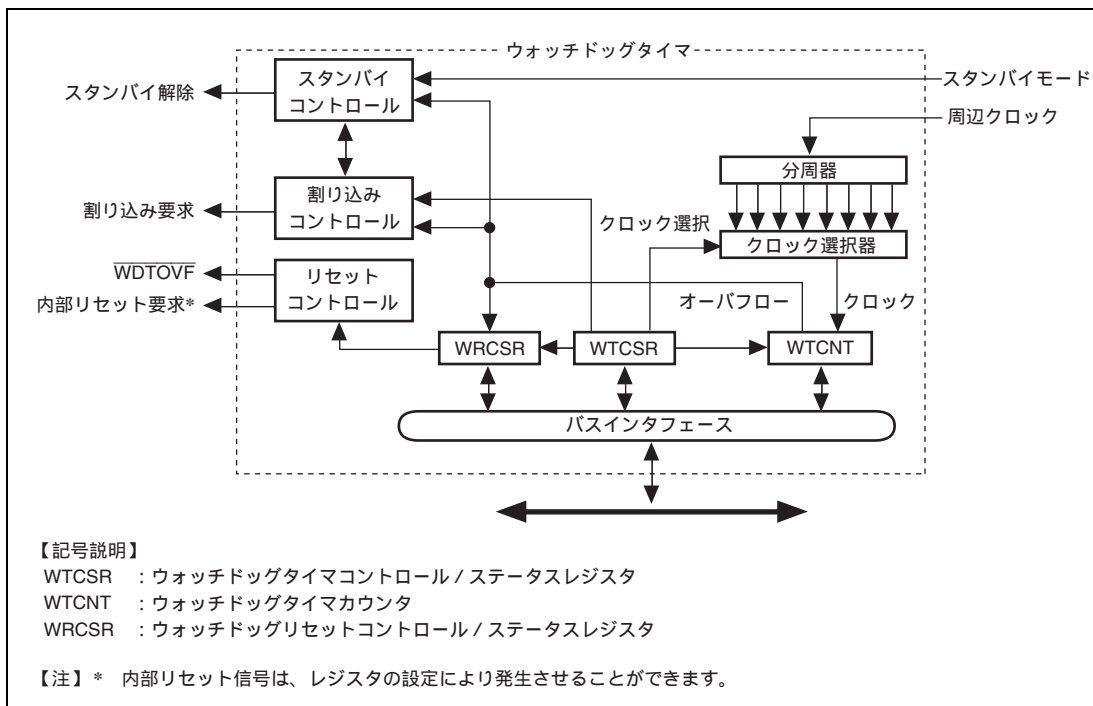 ウォッチドッグタイマ
スタンバイ
コントロール
スタンバイ解除
スタンバイモード
周辺クロック
分周器
割り込み
コントロール
割り込み要求
クロック選択
クロック選択器
WDTOVF
リセット
コントロール
内部リセット要求*
オーバフロー
クロック
WRCSR
WTCSR
WTCNT
バスインタフェース
【記号説明】
WTCSR :ウォッチドッグタイマコントロール / ステータスレジスタ
WTCNT :ウォッチドッグタイマカウンタ
WRCSR :ウォッチドッグリセットコントロール / ステータスレジスタ
【注】* 内部リセット信号は、レジスタの設定により発生させることができます。